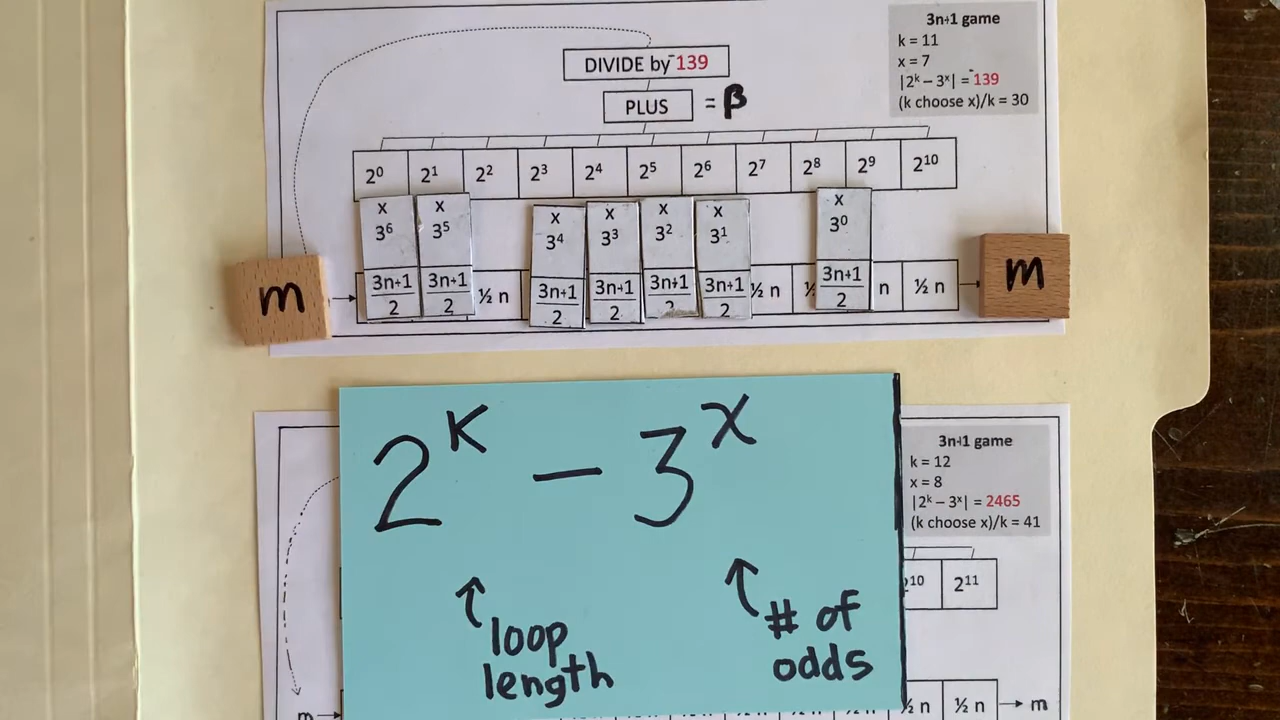 3n+1 game
k = 11
x = 7
|2ᵏ – 3ˣ| = ⁻139
(k choose x)/k = 30
DIVIDE by ⁻139
PLUS = β
2⁰ 2¹ 2² 2³ 2⁴ 2⁵ 2⁶ 2⁷ 2⁸ 2⁹ 2¹⁰
x x x x x x x
3⁶ 3⁵ 3⁴ 3³ 3² 3¹ 3⁰
m 3n+1 3n+1 ½ n 3n+1 3n+1 3n+1 3n+1 ½ n 3n+1 n ½ n m
2 2 2 2 2 2 2
2ᴷ – 3ˣ
loop
length
# of
odds
3n+1 game
k = 12
x = 8
|2ᵏ – 3ˣ| = 2465
(k choose x)/k = 41
2¹⁰ 2¹¹
m ½ n ½ n m